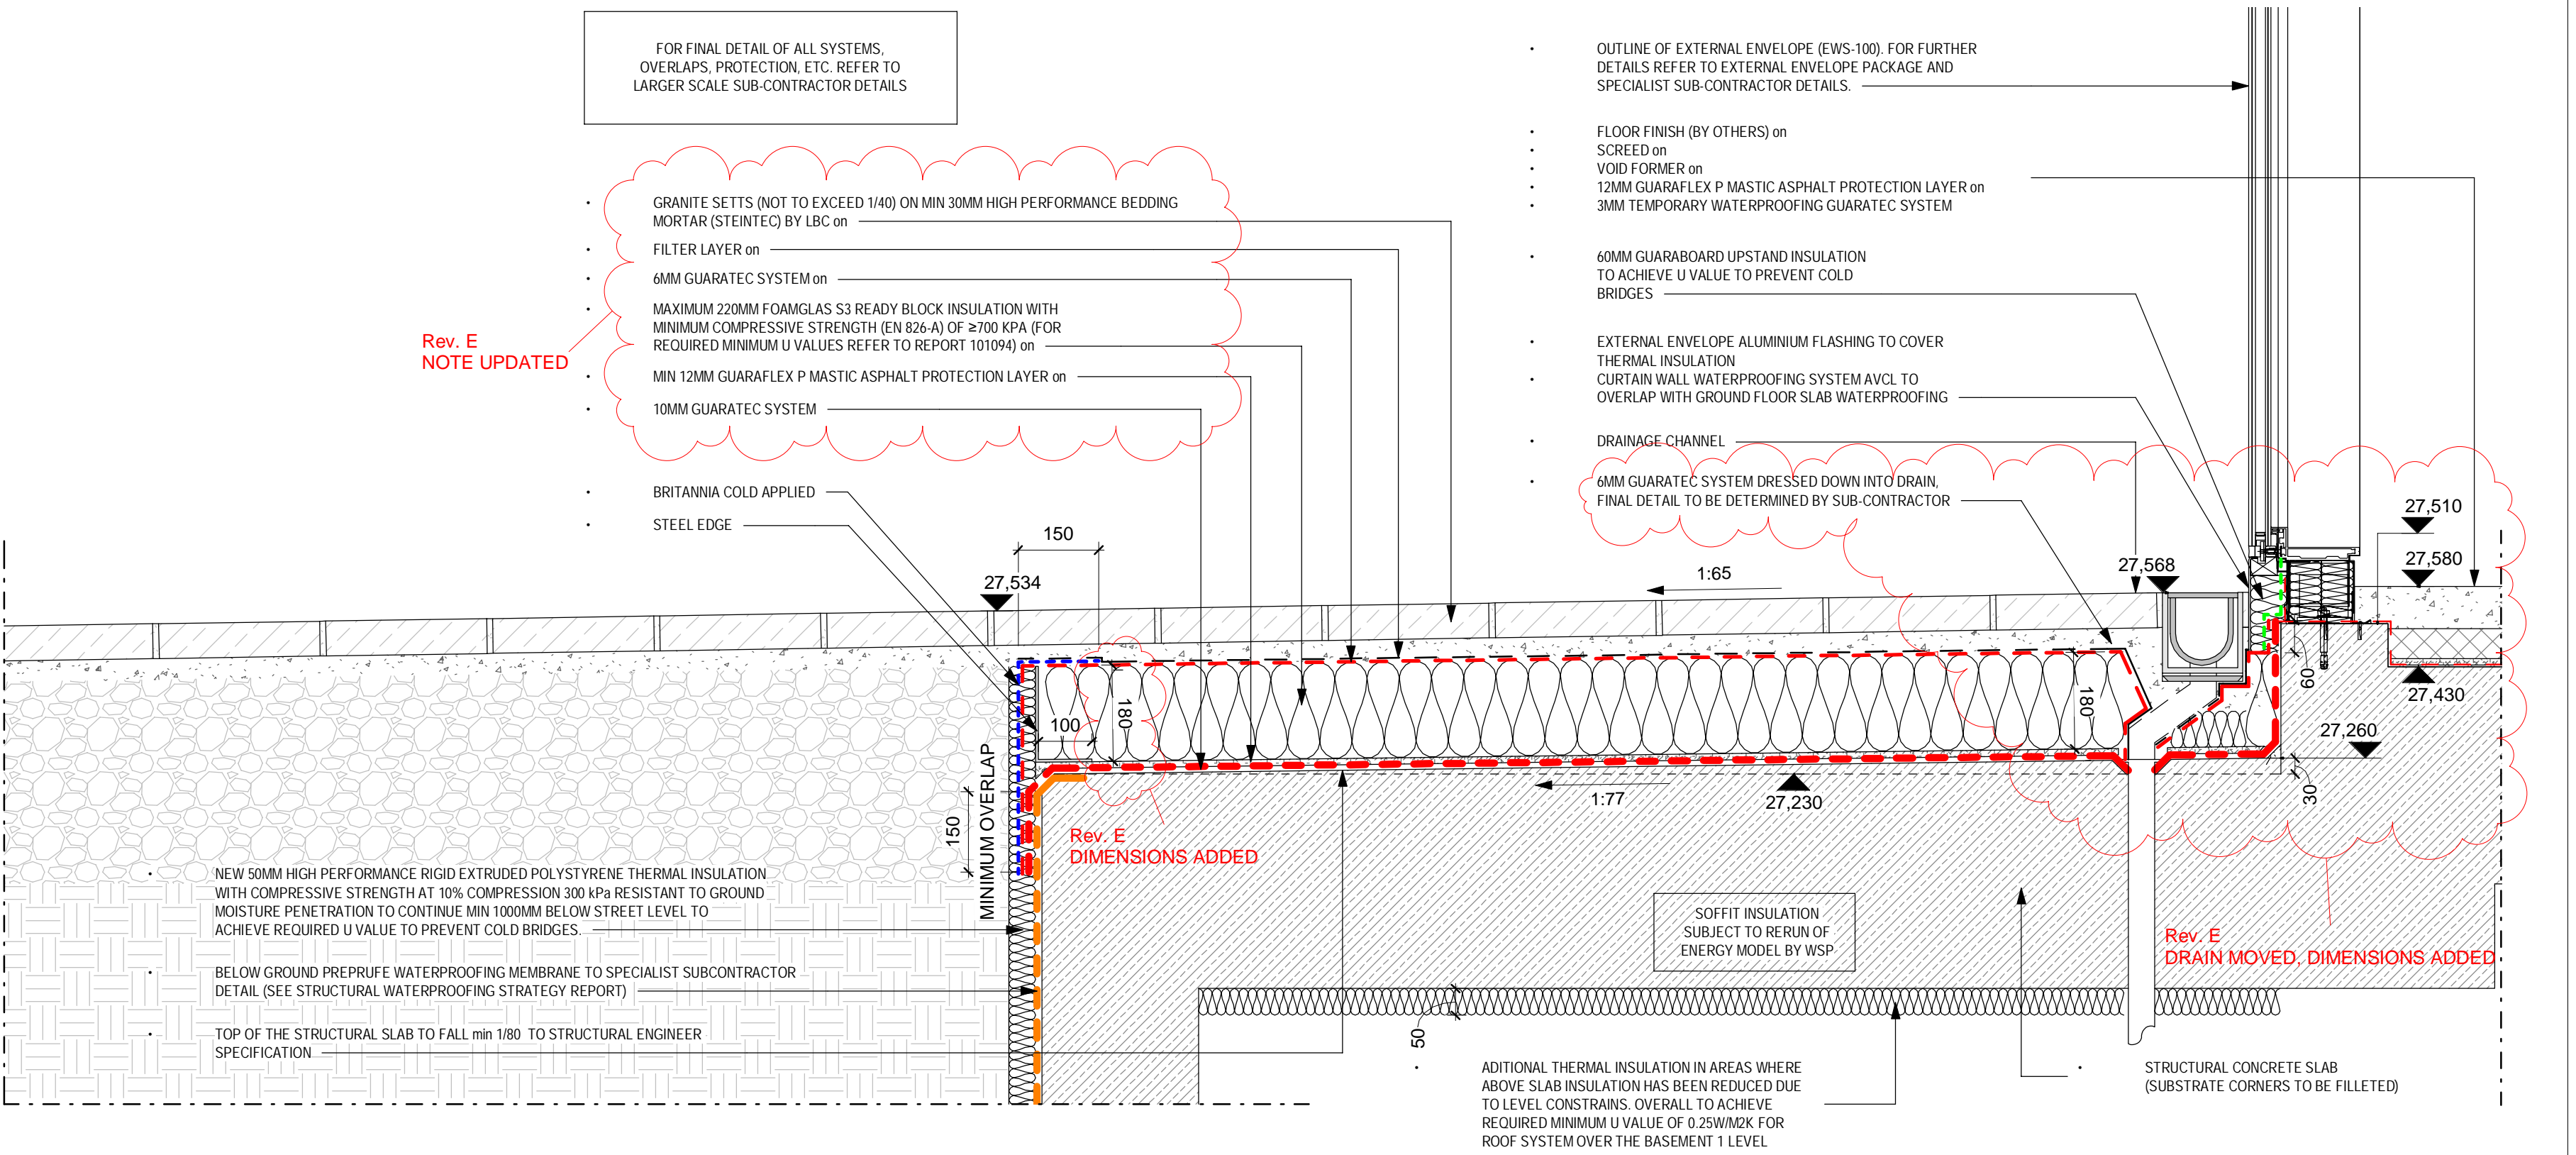 FOR FINAL DETAIL OF ALL SYSTEMS,
OVERLAPS, PROTECTION, ETC. REFER TO
LARGER SCALE SUB-CONTRACTOR DETAILS
• GRANITE SETTS (NOT TO EXCEED 1/40) ON MIN 30MM HIGH PERFORMANCE BEDDING
MORTAR (STEINTEC) BY LBC on
• FILTER LAYER on
• 6MM GUARATEC SYSTEM on
• MAXIMUM 220MM FOAMGLAS S3 READY BLOCK INSULATION WITH
MINIMUM COMPRESSIVE STRENGTH (EN 826-A) OF ≥700 KPA (FOR
REQUIRED MINIMUM U VALUES REFER TO REPORT 101094) on
• MIN 12MM GUARAFLEX P MASTIC ASPHALT PROTECTION LAYER on
• 10MM GUARATEC SYSTEM
Rev. E
NOTE UPDATED
• BRITANNIA COLD APPLIED
• STEEL EDGE
• OUTLINE OF EXTERNAL ENVELOPE (EWS-100). FOR FURTHER
DETAILS REFER TO EXTERNAL ENVELOPE PACKAGE AND
SPECIALIST SUB-CONTRACTOR DETAILS.
• FLOOR FINISH (BY OTHERS) on
• SCREED on
• VOID FORMER on
• 12MM GUARAFLEX P MASTIC ASPHALT PROTECTION LAYER on
• 3MM TEMPORARY WATERPROOFING GUARATEC SYSTEM
• 60MM GUARABOARD UPSTAND INSULATION
TO ACHIEVE U VALUE TO PREVENT COLD
BRIDGES
• EXTERNAL ENVELOPE ALUMINIUM FLASHING TO COVER
THERMAL INSULATION
• CURTAIN WALL WATERPROOFING SYSTEM AVCL TO
OVERLAP WITH GROUND FLOOR SLAB WATERPROOFING
• DRAINAGE CHANNEL
• 6MM GUARATEC SYSTEM DRESSED DOWN INTO DRAIN,
FINAL DETAIL TO BE DETERMINED BY SUB-CONTRACTOR
150
27,534
1:65
27,568
27,510
27,580
27,430
27,260
60
30
100
180
180
1:77
27,230
150
MINIMUM OVERLAP
Rev. E
DIMENSIONS ADDED
Rev. E
DRAIN MOVED, DIMENSIONS ADDED
• NEW 50MM HIGH PERFORMANCE RIGID EXTRUDED POLYSTYRENE THERMAL INSULATION
WITH COMPRESSIVE STRENGTH AT 10% COMPRESSION 300 kPa RESISTANT TO GROUND
MOISTURE PENETRATION TO CONTINUE MIN 1000MM BELOW STREET LEVEL TO
ACHIEVE REQUIRED U VALUE TO PREVENT COLD BRIDGES.
• BELOW GROUND PREPRUFE WATERPROOFING MEMBRANE TO SPECIALIST SUBCONTRACTOR
DETAIL (SEE STRUCTURAL WATERPROOFING STRATEGY REPORT)
• TOP OF THE STRUCTURAL SLAB TO FALL min 1/80 TO STRUCTURAL ENGINEER
SPECIFICATION
SOFFIT INSULATION
SUBJECT TO RERUN OF
ENERGY MODEL BY WSP
50
• ADITIONAL THERMAL INSULATION IN AREAS WHERE
ABOVE SLAB INSULATION HAS BEEN REDUCED DUE
TO LEVEL CONSTRAINS. OVERALL TO ACHIEVE
REQUIRED MINIMUM U VALUE OF 0.25W/M2K FOR
ROOF SYSTEM OVER THE BASEMENT 1 LEVEL
• STRUCTURAL CONCRETE SLAB
(SUBSTRATE CORNERS TO BE FILLETED)